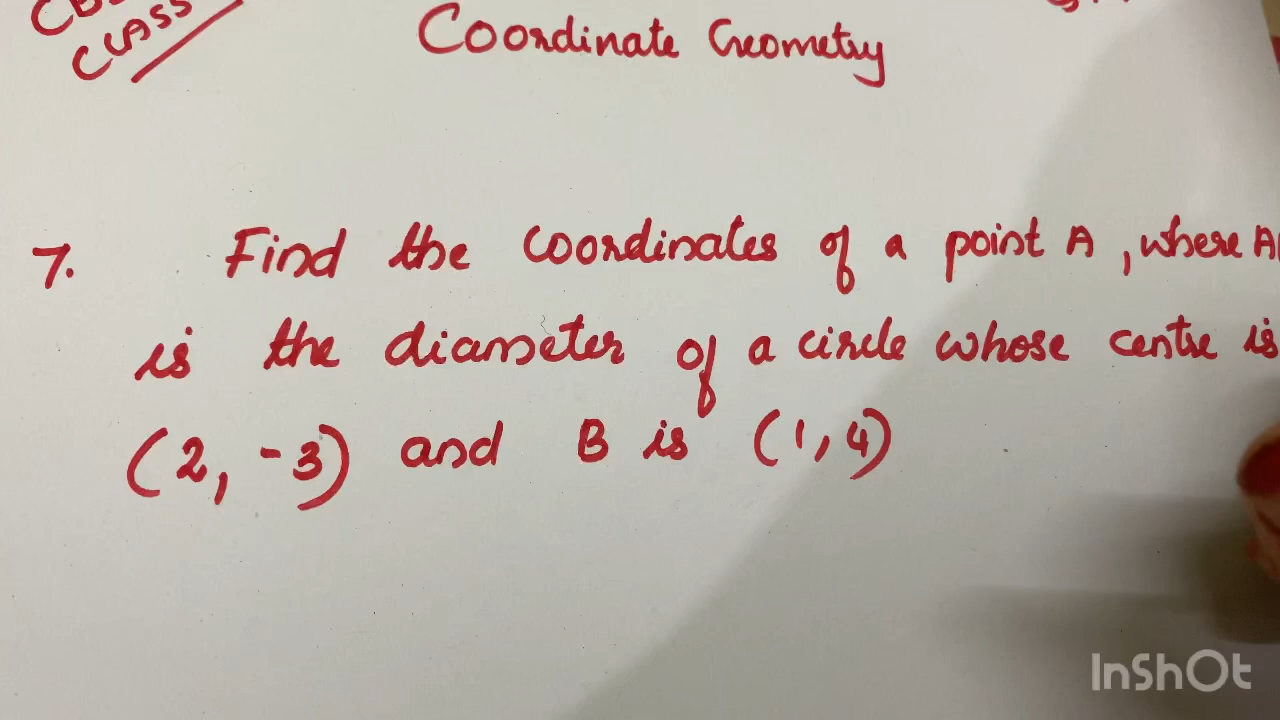 CLASS
Coordinate Geometry
7. Find the coordinates of a point A, where
is the diameter of a circle whose centre is
(2, -3) and B is (1, 4)
InShOt